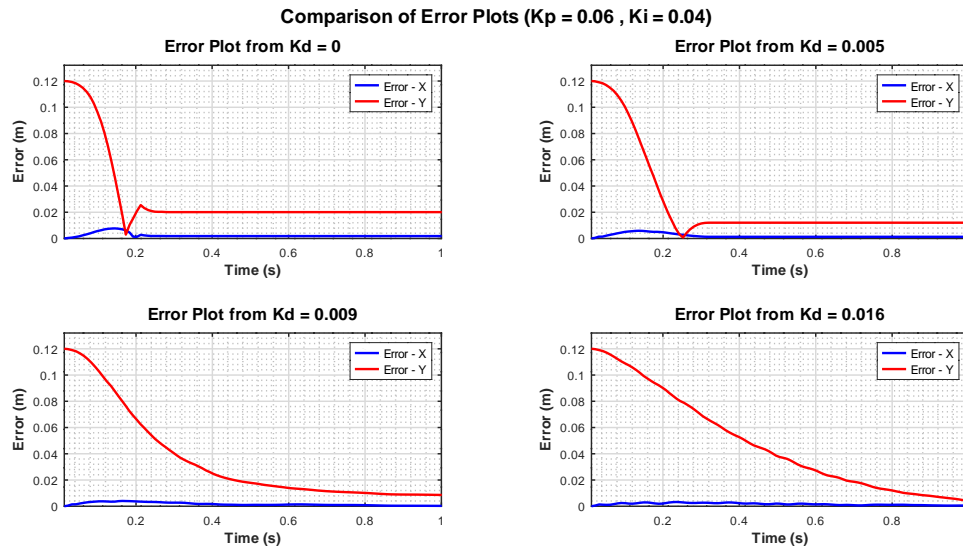 Comparison of Error Plots (Kp = 0.06 , Ki = 0.04)
Error Plot from Kd = 0
0.12
0.1
0.08
0.06
0.04
0.02
0
0.2
0.4
0.6
0.8
1
Error (m)
Time (s)
Error - X
Error - Y
Error Plot from Kd = 0.005
0.12
0.1
0.08
0.06
0.04
0.02
0
0.2
0.4
0.6
0.8
Error (m)
Time (s)
Error - X
Error - Y
Error Plot from Kd = 0.009
0.12
0.1
0.08
0.06
0.04
0.02
0
0.2
0.4
0.6
0.8
1
Error (m)
Time (s)
Error - X
Error - Y
Error Plot from Kd = 0.016
0.12
0.1
0.08
0.06
0.04
0.02
0
0.2
0.4
0.6
0.8
Error (m)
Time (s)
Error - X
Error - Y